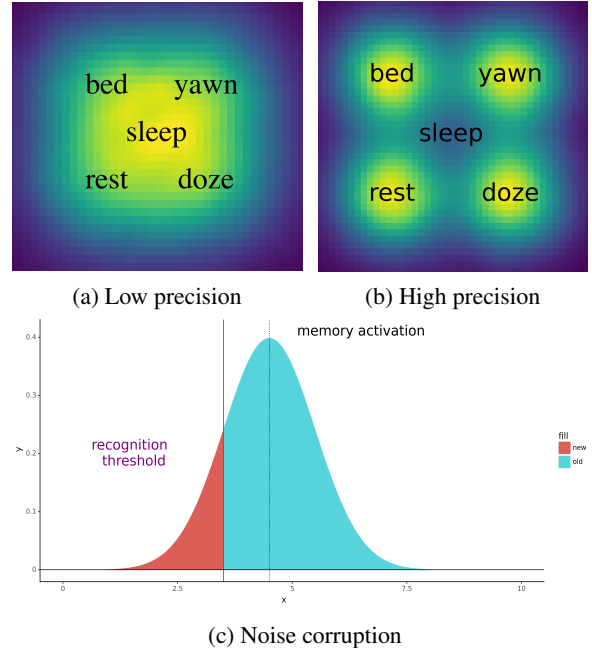 bed yawn
sleep
rest doze
(a) Low precision
bed yawn
sleep
rest doze
(b) High precision
memory activation
recognition
threshold
y
0.4
0.3
0.2
0.1
0
0 2.5 5 7.5 10
x
fill
new
old
(c) Noise corruption